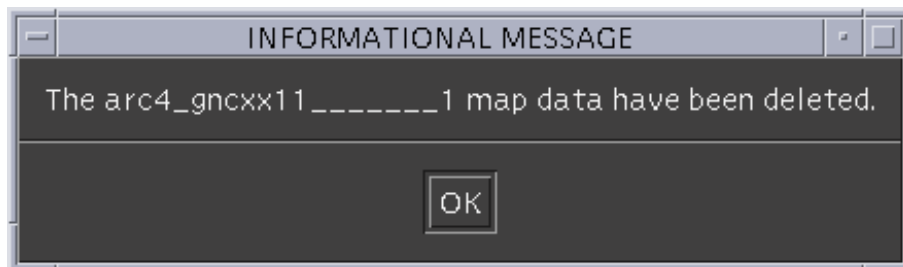 INFORMATIONAL MESSAGE
The arc4_gncxx11_______1 map data have been deleted.
OK